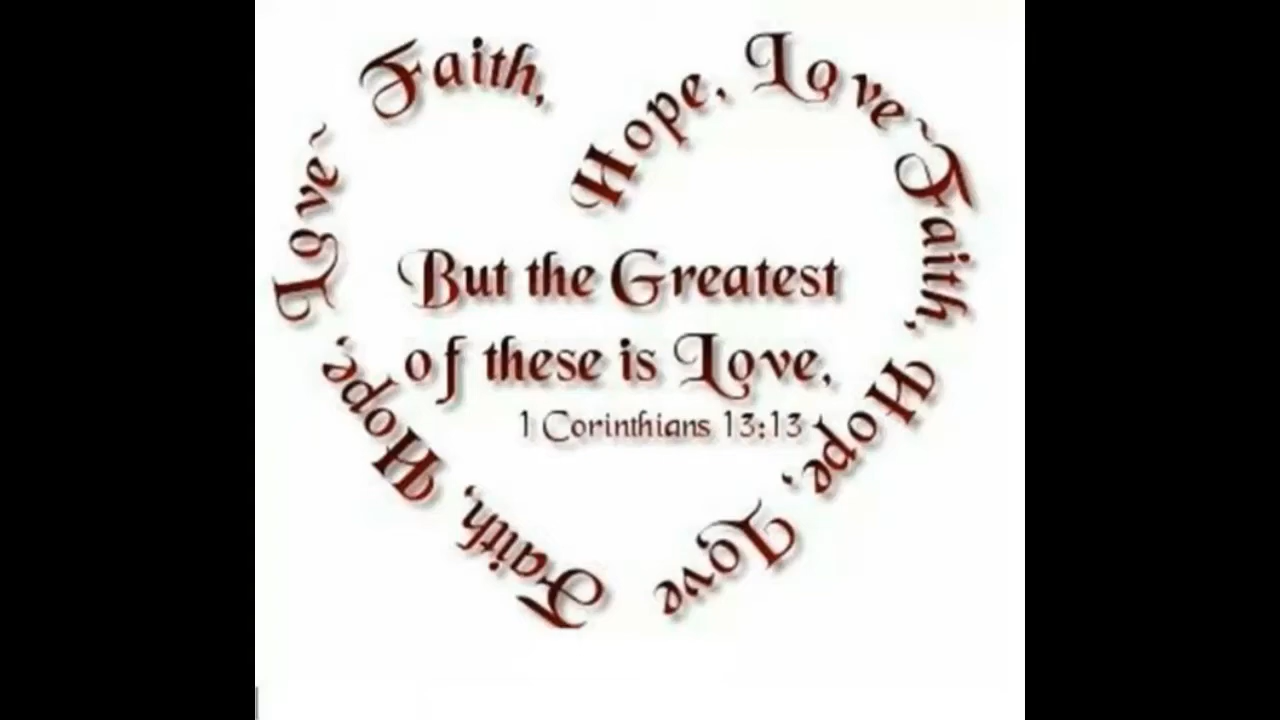 Faith, Hope, Love~Faith, Hope, Love
Faith, Hope, Love~
But the Greatest
of these is Love,
1 Corinthians 13:13